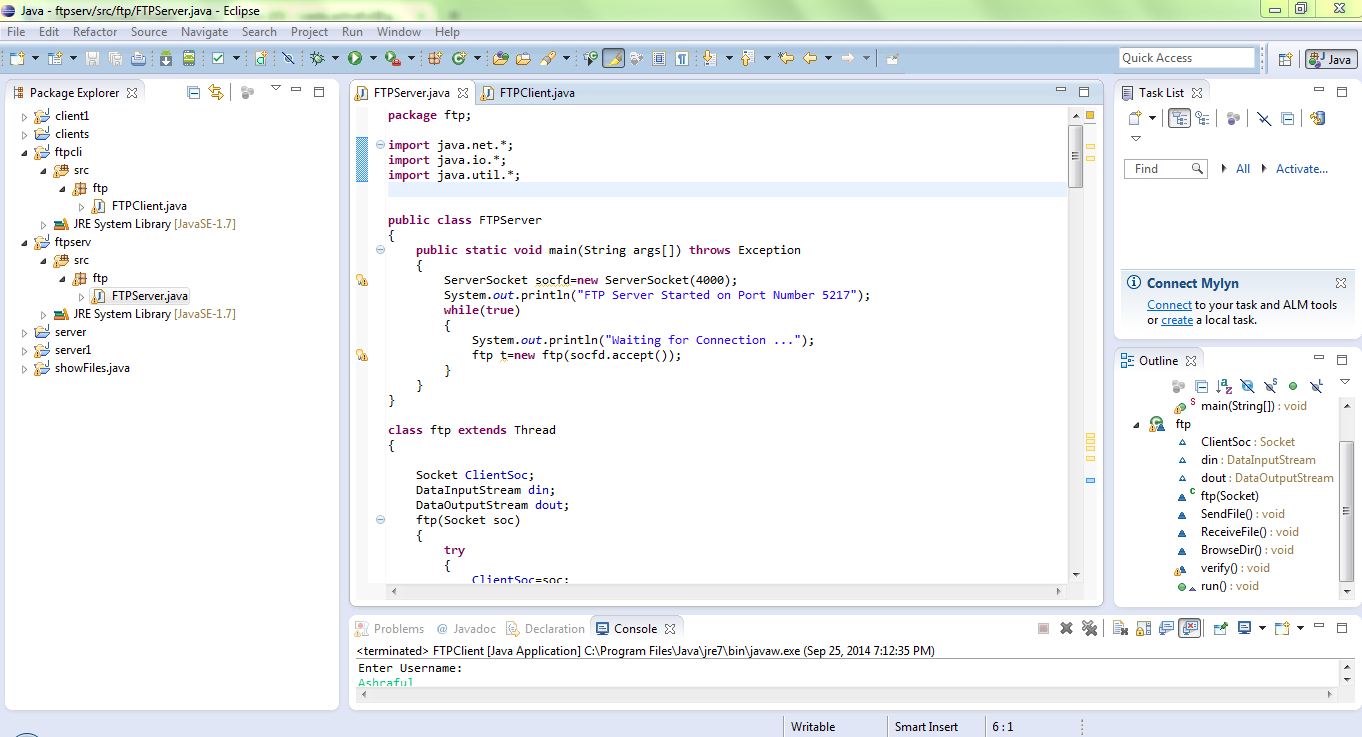 Java - ftpserv/src/ftp/FTPServer.java - Eclipse
File Edit Refactor Source Navigate Search Project Run Window Help
Quick Access
Java
Package Explorer
client1
clients
ftpcli
src
ftp
FTPClient.java
JRE System Library [JavaSE-1.7]
ftpserv
src
ftp
FTPServer.java
JRE System Library [JavaSE-1.7]
server
server1
showFiles.java
FTPServer.java FTPClient.java
package ftp;
import java.net.*;
import java.io.*;
import java.util.*;
public class FTPServer
{
public static void main(String args[]) throws Exception
{
ServerSocket socfd=new ServerSocket(4000);
System.out.println("FTP Server Started on Port Number 5217");
while(true)
{
System.out.println("Waiting for Connection ...");
ftp t=new ftp(socfd.accept());
}
}
}
class ftp extends Thread
{
Socket ClientSoc;
DataInputStream din;
DataOutputStream dout;
ftp(Socket soc)
{
try
{
ClientSoc=soc;
Task List
Find All Activate...
Connect Mylyn
Connect to your task and ALM tools
or create a local task.
Outline
main(String[]) : void
ftp
ClientSoc : Socket
din : DataInputStream
dout : DataOutputStream
ftp(Socket)
SendFile() : void
ReceiveFile() : void
BrowseDir() : void
verify() : void
run() : void
Problems Javadoc Declaration Console
<terminated> FTPClient [Java Application] C:\Program Files\Java\jre7\bin\javaw.exe (Sep 25, 2014 7:12:35 PM)
Enter Username:
Ashraful
Writable Smart Insert 6 : 1